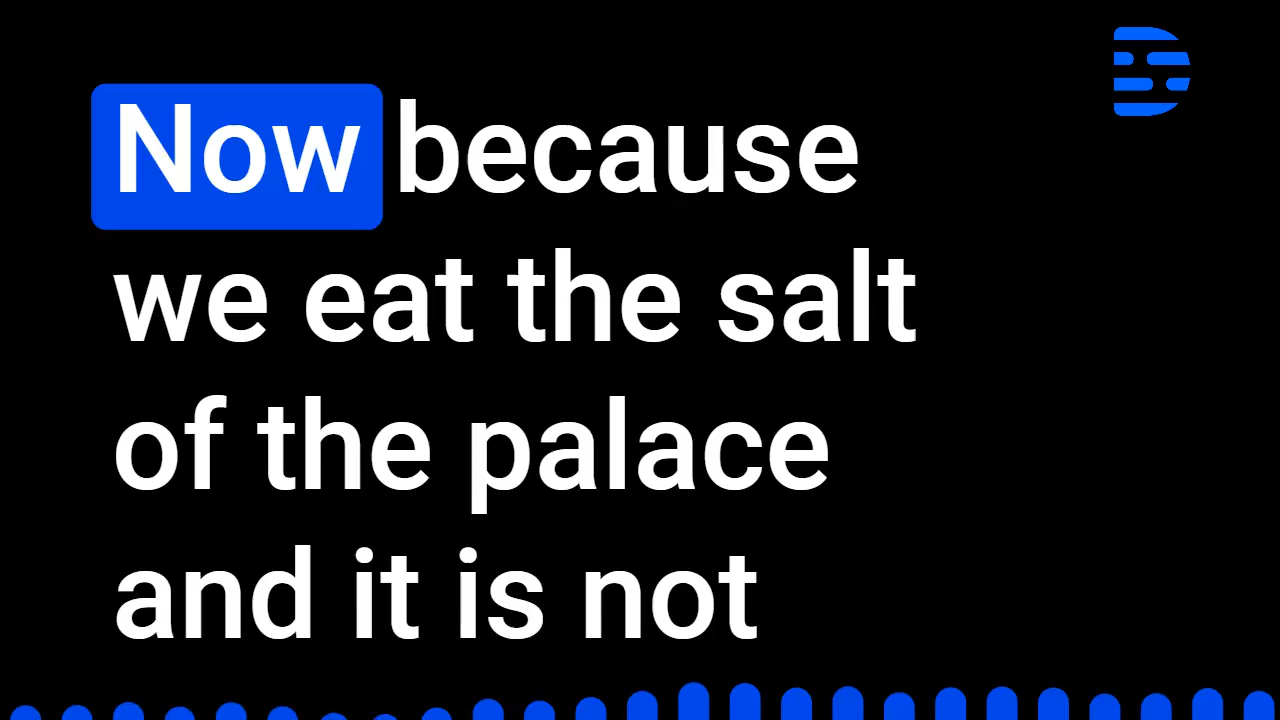 Now because
we eat the salt
of the palace
and it is not